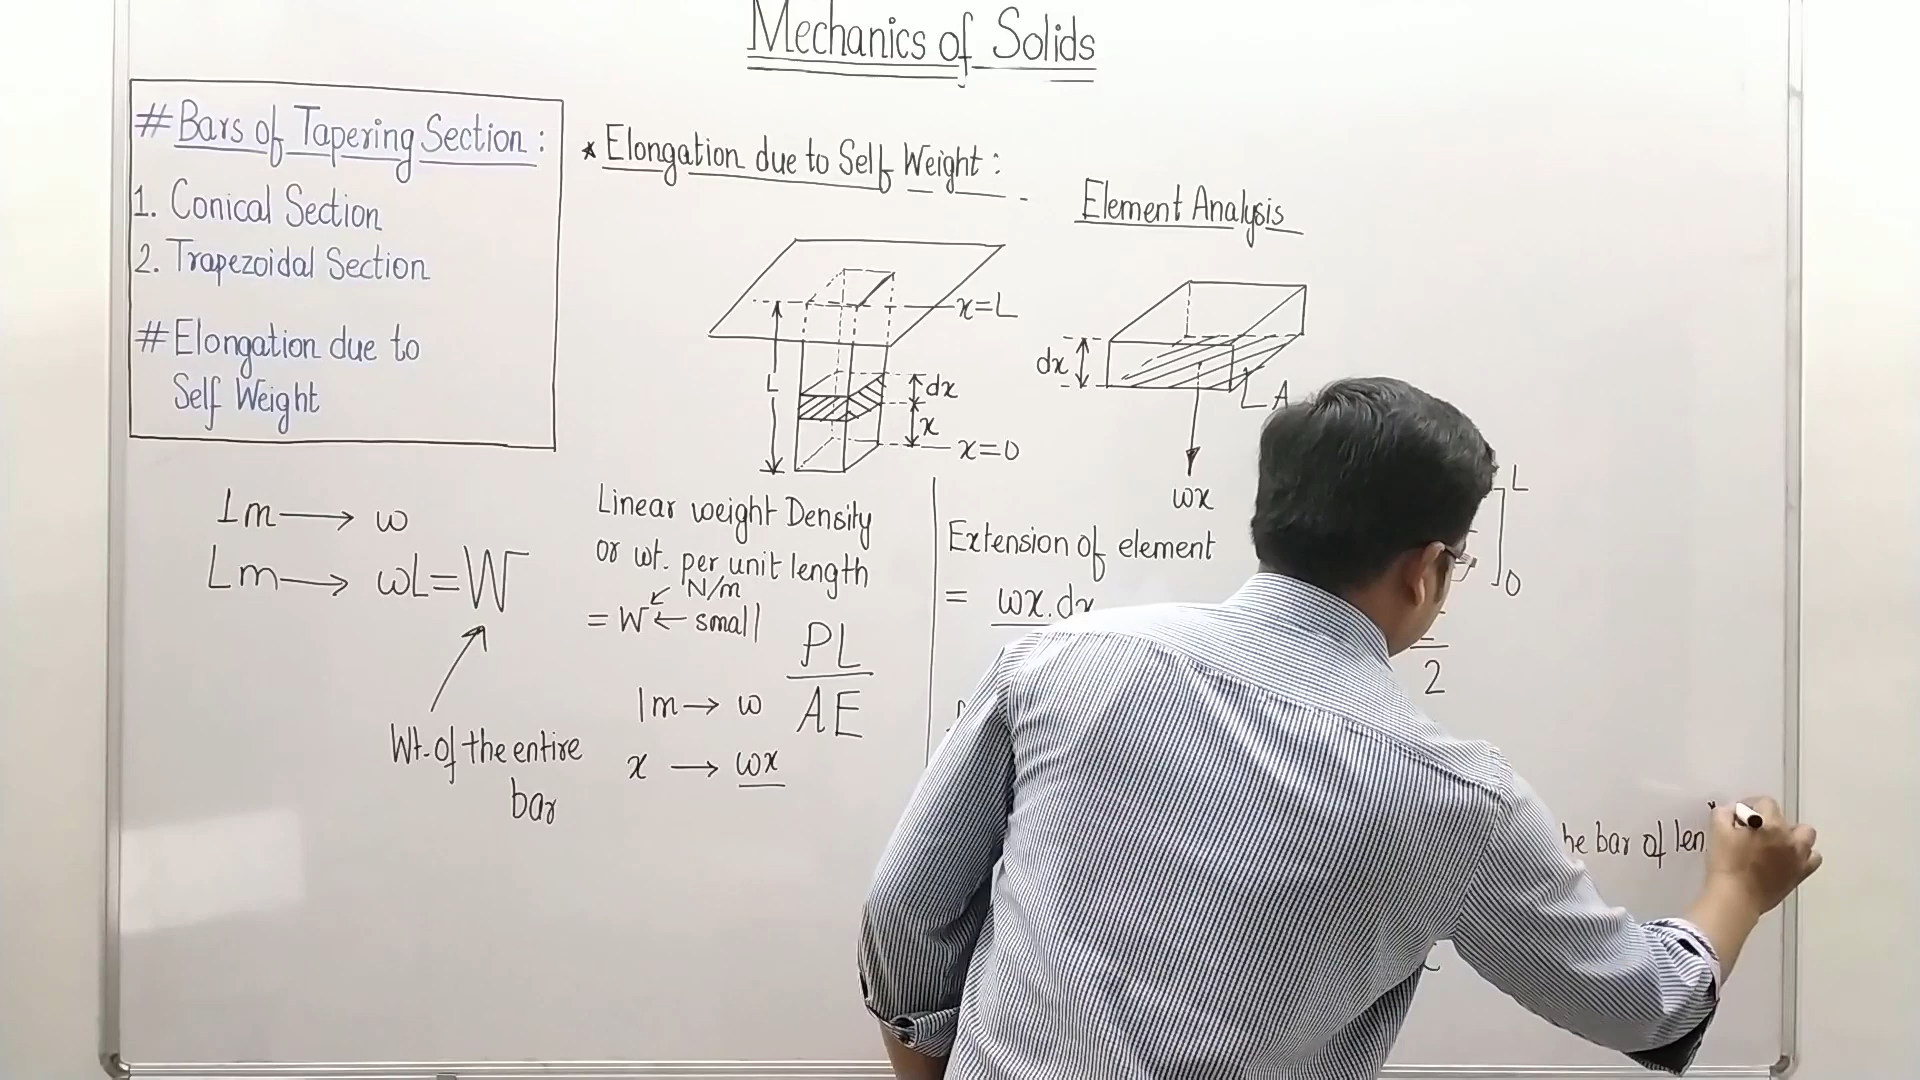 Mechanics of Solids
# Bars of Tapering Section :
1. Conical Section
2. Trapezoidal Section
# Elongation due to
Self Weight
* Elongation due to Self Weight :
x=L
L
dx
x
x=0
Element Analysis
dx
A
wx
1m → w
Lm → wL=W
Wt. of the entire
bar
Linear weight Density
or wt. per unit length
N/m
= W ← small
PL
AE
1m → w
x → wx
Extension of element
= wx.dx
L
0
2
he bar of len